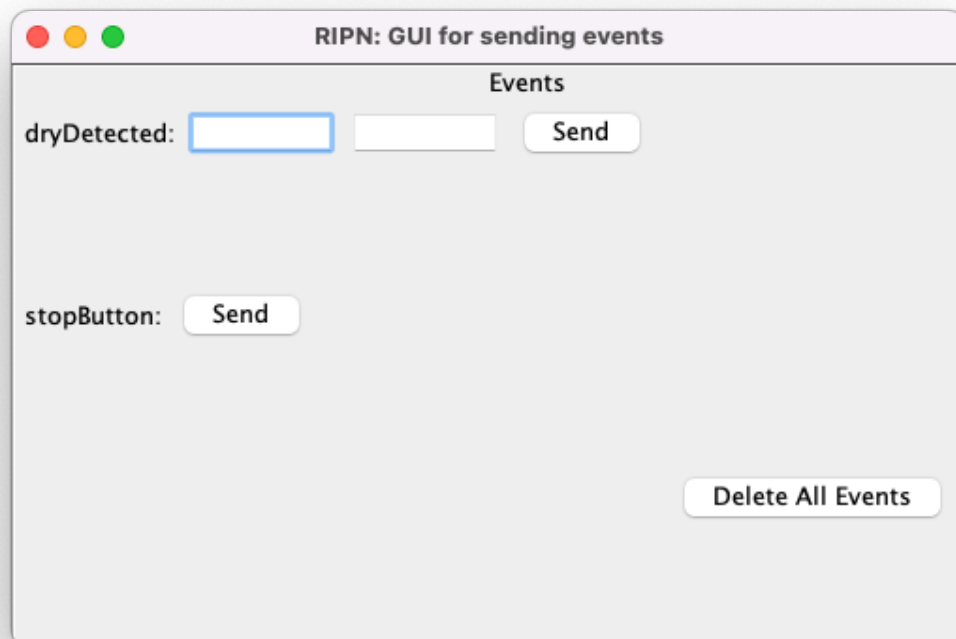 RIPN: GUI for sending events
Events
dryDetected: Send
stopButton: Send
Delete All Events